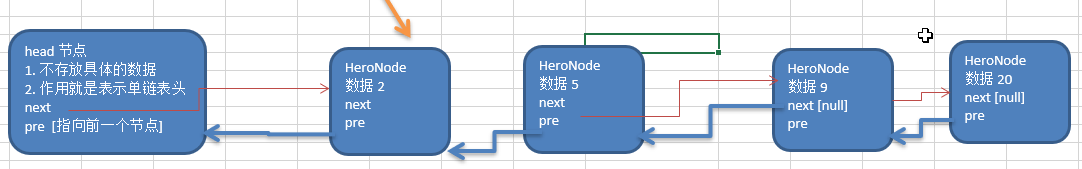 head 节点
1. 不存放具体的数据
2. 作用就是表示单链表头
next
pre [指向前一个节点]
HeroNode
数据 2
next
pre
HeroNode
数据 5
next
pre
HeroNode
数据 9
next [null]
pre
HeroNode
数据 20
next [null]
pre